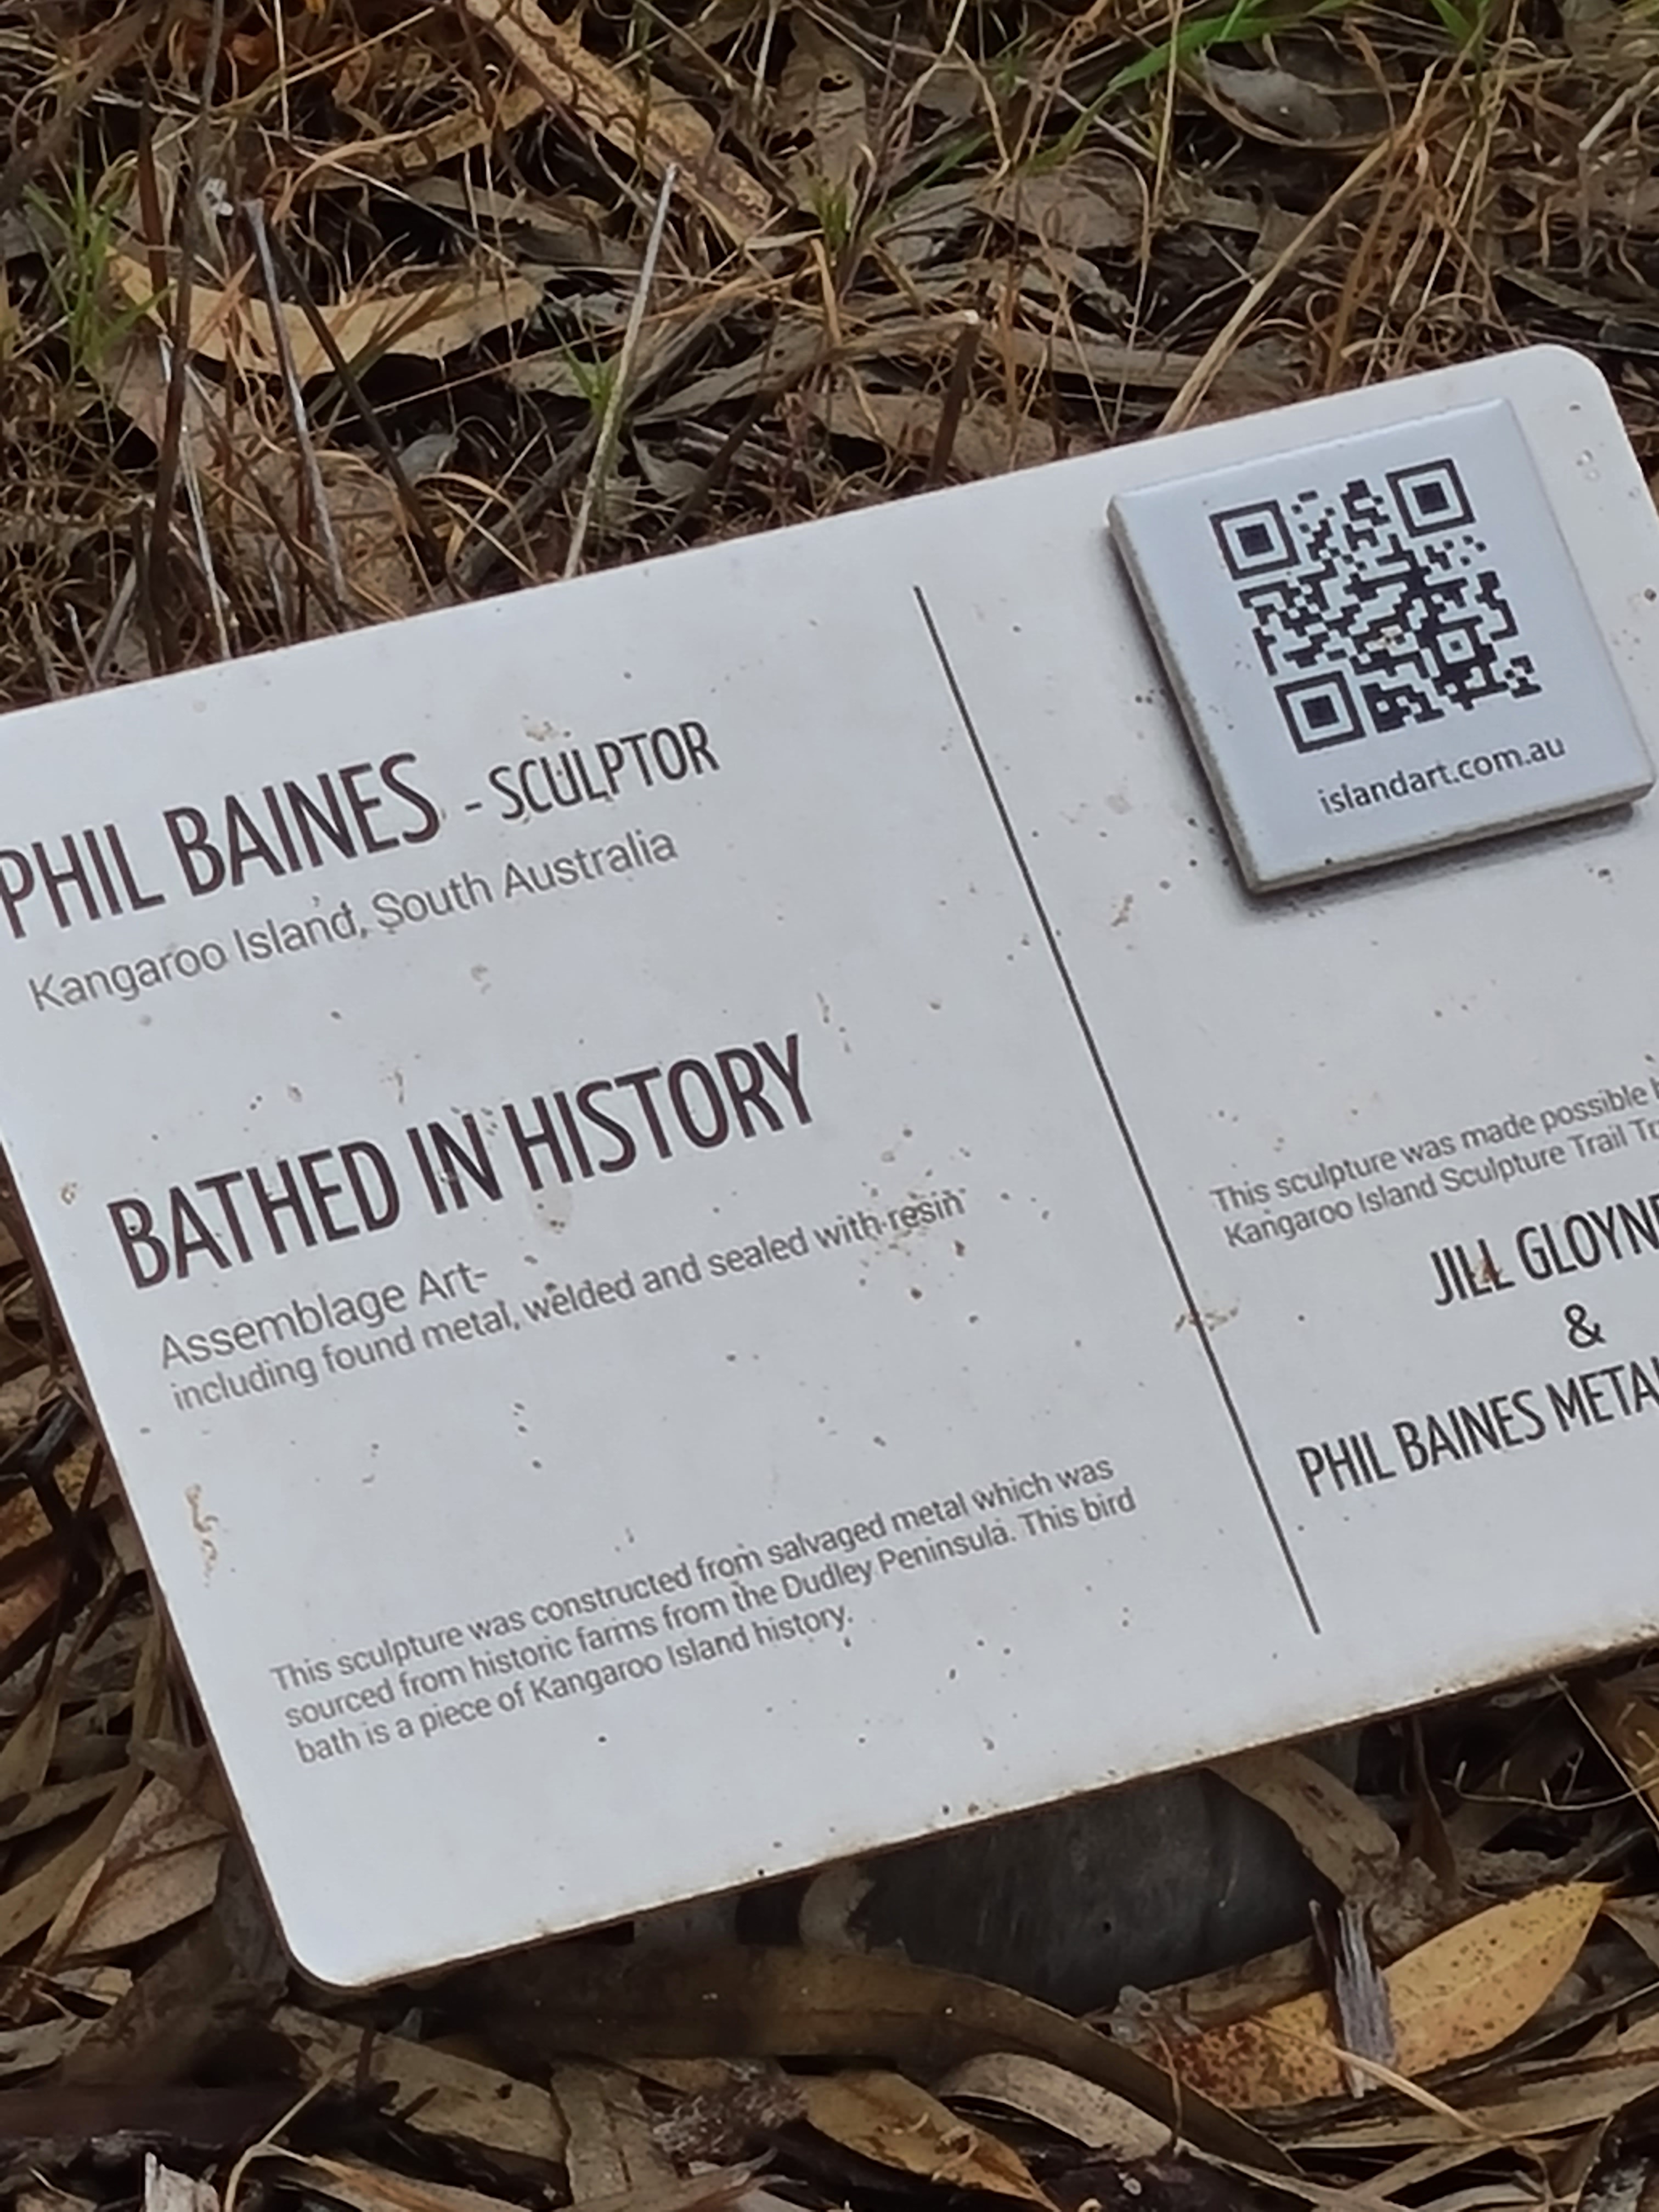 PHIL BAINES - SCULPTOR
Kangaroo Island, South Australia
BATHED IN HISTORY
Assemblage Art-
including found metal, welded and sealed with resin
This sculpture was constructed from salvaged metal which was
sourced from historic farms from the Dudley Peninsula. This bird
bath is a piece of Kangaroo Island history.
islandart.com.au
This sculpture was made possible
Kangaroo Island Sculpture Trail
JILL
&
PHIL BAINES